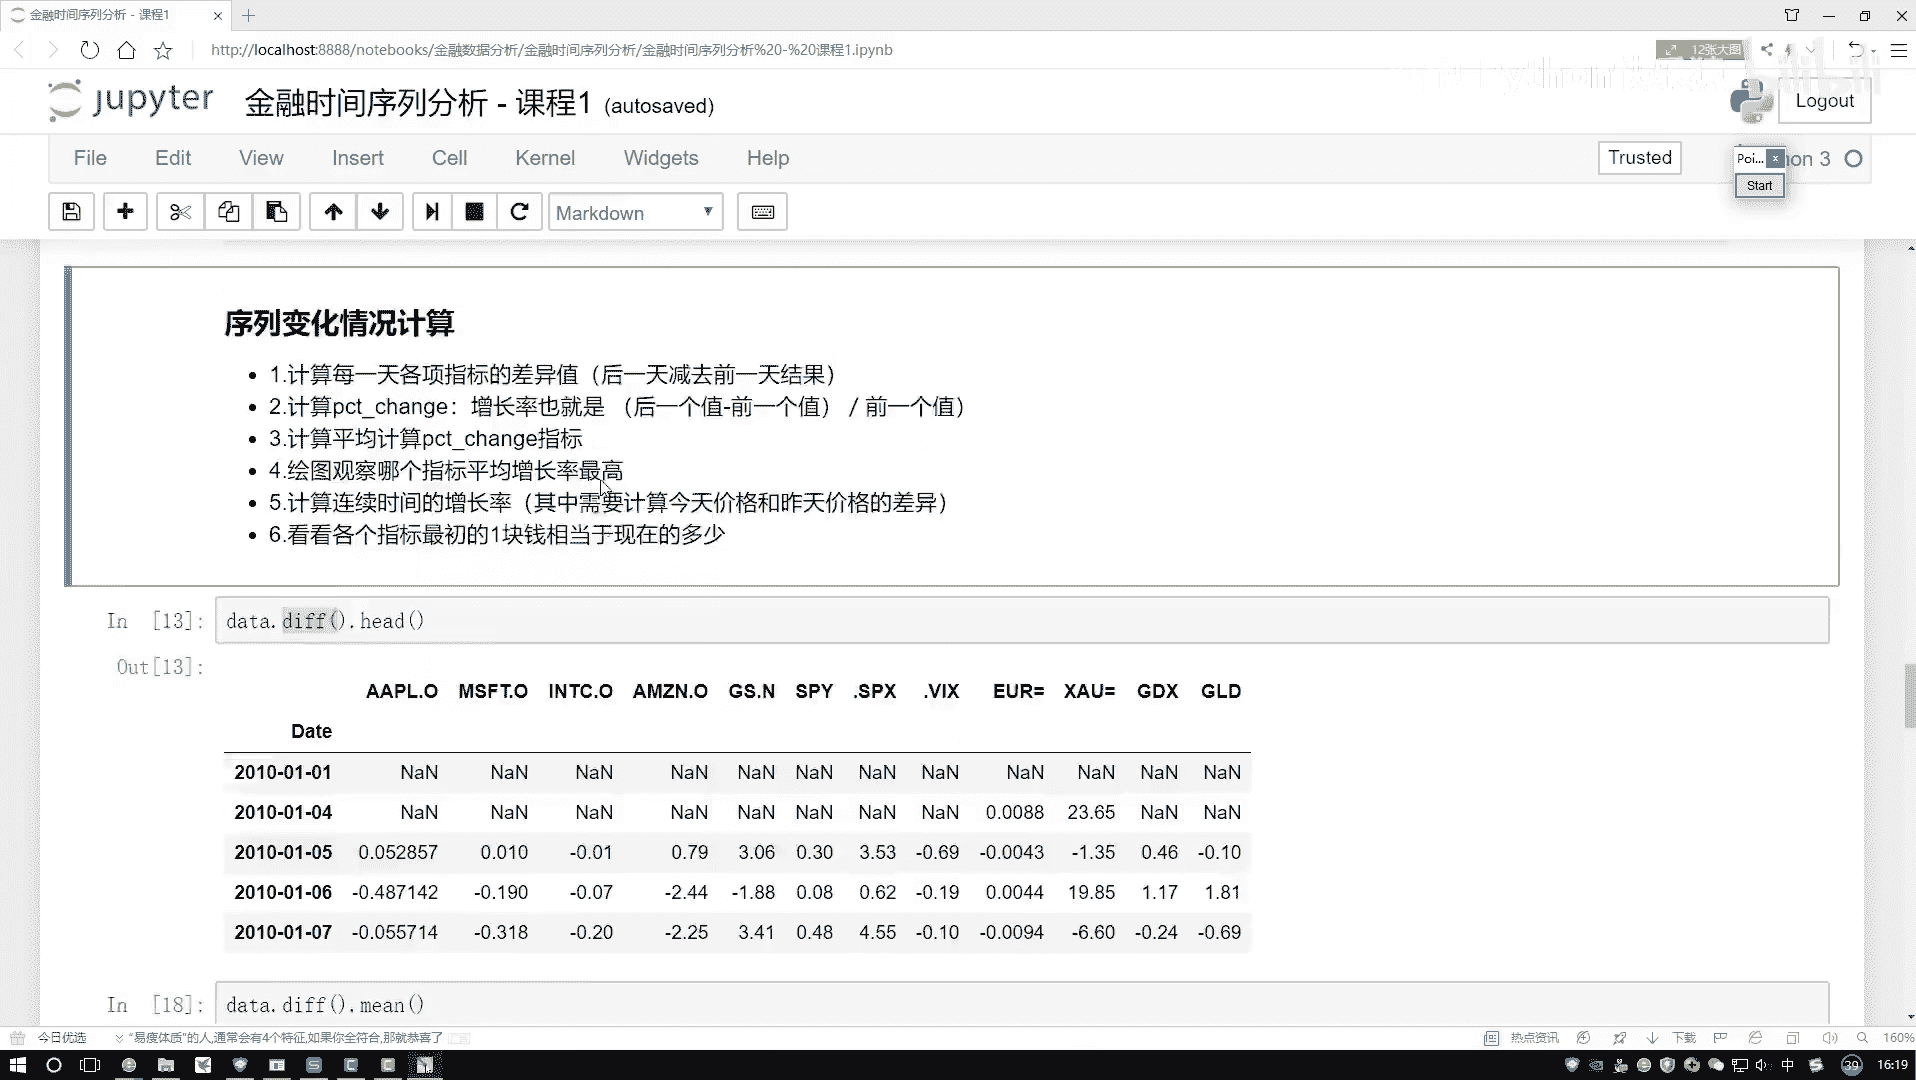 金融时间序列分析 - 课程1
http://localhost:8888/notebooks/金融数据分析/金融时间序列分析/金融时间序列分析%20-%20课程1.ipynb
12张大图
bilibili
jupyter 金融时间序列分析 - 课程1 (autosaved)
Logout
File Edit View Insert Cell Kernel Widgets Help
Trusted
Poi... x
on 3
Start
Markdown
序列变化情况计算
• 1.计算每一天各项指标的差异值（后一天减去前一天结果）
• 2.计算pct_change：增长率也就是 （后一个值-前一个值） / 前一个值）
• 3.计算平均计算pct_change指标
• 4.绘图观察哪个指标平均增长率最高
• 5.计算连续时间的增长率（其中需要计算今天价格和昨天价格的差异）
• 6.看看各个指标最初的1块钱相当于现在的多少
In [13]: data.diff().head()
Out[13]:
AAPL.O MSFT.O INTC.O AMZN.O GS.N SPY .SPX .VIX EUR= XAU= GDX GLD
Date
2010-01-01 NaN NaN NaN NaN NaN NaN NaN NaN NaN NaN NaN NaN
2010-01-04 NaN NaN NaN NaN NaN NaN NaN NaN 0.0088 23.65 NaN NaN
2010-01-05 0.052857 0.010 -0.01 0.79 3.06 0.30 3.53 -0.69 -0.0043 -1.35 0.46 -0.10
2010-01-06 -0.487142 -0.190 -0.07 -2.44 -1.88 0.08 0.62 -0.19 0.0044 19.85 1.17 1.81
2010-01-07 -0.055714 -0.318 -0.20 -2.25 3.41 0.48 4.55 -0.10 -0.0094 -6.60 -0.24 -0.69
In [18]: data.diff().mean()
今日优选 “易瘦体质”的人,通常会有4个特征,如果你全符合,那就恭喜了
热点资讯 下载 160%
中 39 16:19